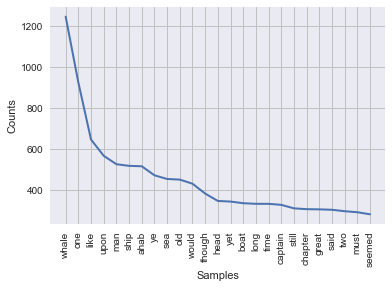 1200
1000
800
600
400
Counts
whale
one
like
upon
man
ship
ahab
ye
sea
old
would
though
head
yet
boat
long
time
captain
still
chapter
great
said
two
must
seemed
Samples